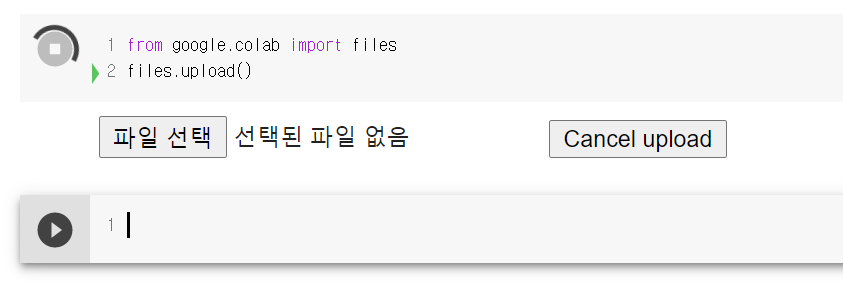 1 from google.colab import files
2 files.upload()
파일 선택 선택된 파일 없음 Cancel upload
1